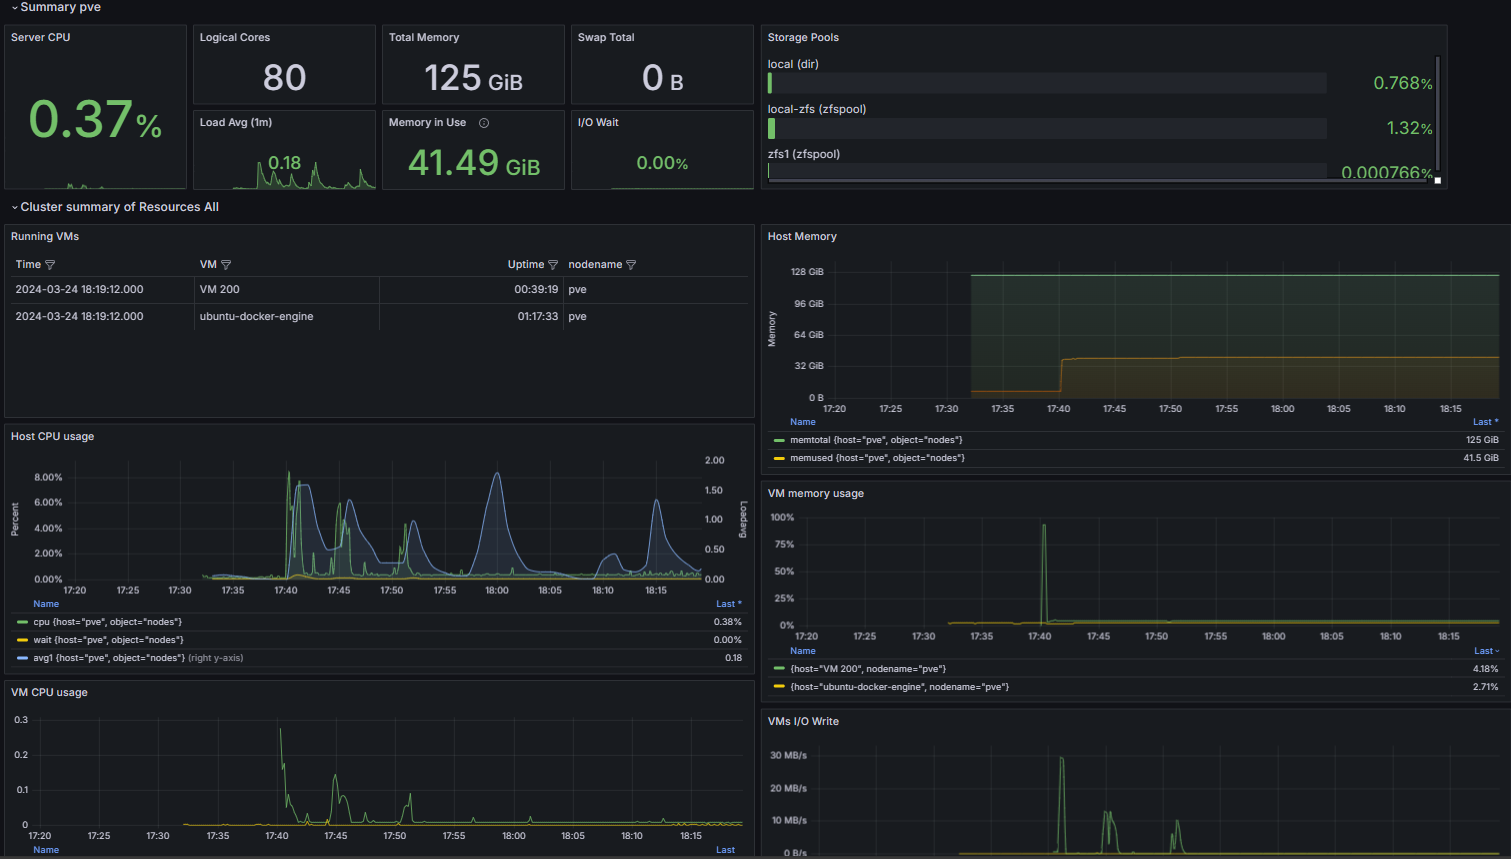 Summary pve
Server CPU
0.37%
Logical Cores
80
Total Memory
125 GiB
Swap Total
0 B
Load Avg (1m)
0.18
Memory in Use
41.49 GiB
I/O Wait
0.00%
Storage Pools
local (dir)
0.768%
local-zfs (zfspool)
1.32%
zfs1 (zfspool)
0.000766%
Cluster summary of Resources All
Running VMs
Time VM Uptime nodename
2024-03-24 18:19:12.000 VM 200 00:39:19 pve
2024-03-24 18:19:12.000 ubuntu-docker-engine 01:17:33 pve
Host Memory
Memory
128 GiB
96 GiB
64 GiB
32 GiB
0 B
17:20 17:25 17:30 17:35 17:40 17:45 17:50 17:55 18:00 18:05 18:10 18:15
Name Last *
memtotal {host="pve", object="nodes"} 125 GiB
memused {host="pve", object="nodes"} 41.5 GiB
Host CPU usage
Percent
8.00%
6.00%
4.00%
2.00%
0.00%
2.00
1.50
1.00
0.50
0.00
Loadavg
17:20 17:25 17:30 17:35 17:40 17:45 17:50 17:55 18:00 18:05 18:10 18:15
Name Last *
cpu {host="pve", object="nodes"} 0.38%
wait {host="pve", object="nodes"} 0.00%
avg1 {host="pve", object="nodes"} (right y-axis) 0.18
VM memory usage
100%
75%
50%
25%
0%
17:20 17:25 17:30 17:35 17:40 17:45 17:50 17:55 18:00 18:05 18:10 18:15
Name Last
{host="VM 200", nodename="pve"} 4.18%
{host="ubuntu-docker-engine", nodename="pve"} 2.71%
VM CPU usage
0.3
0.2
0.1
0
17:20 17:25 17:30 17:35 17:40 17:45 17:50 17:55 18:00 18:05 18:10 18:15
Name Last
VMs I/O Write
30 MB/s
20 MB/s
10 MB/s
0 B/s